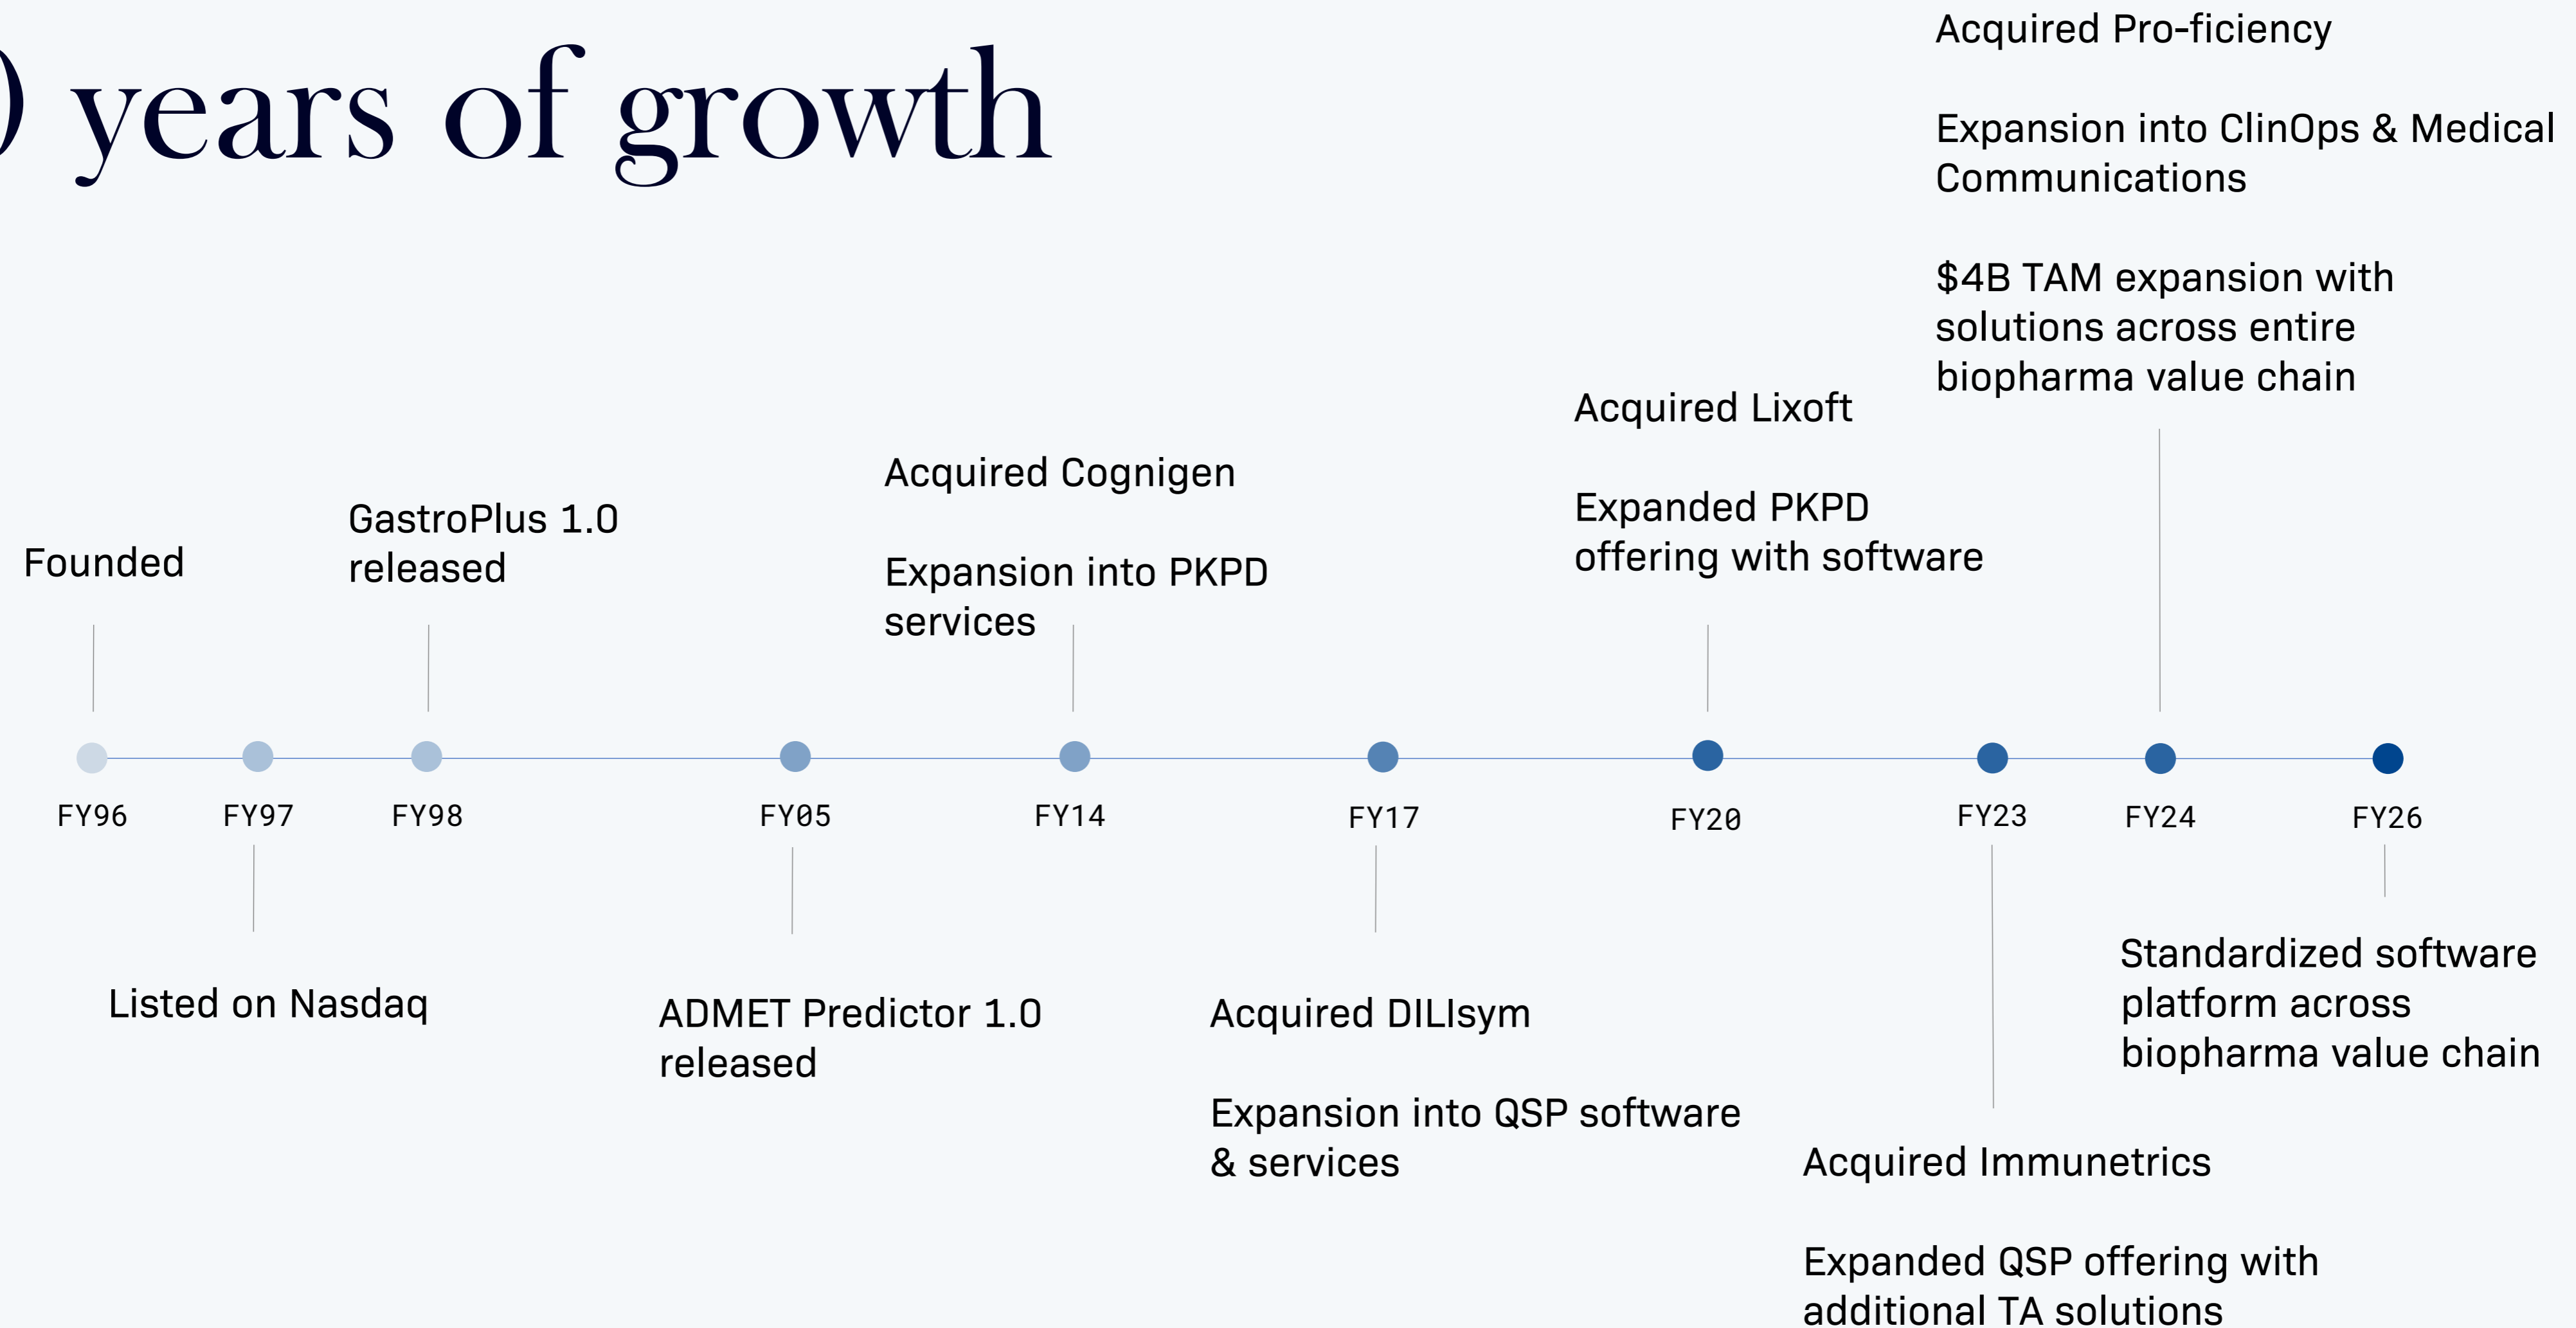 years of growth
Acquired Pro-ficiency
Expansion into ClinOps & Medical
Communications
$4B TAM expansion with
solutions across entire
biopharma value chain
Acquired Lixoft
Expanded PKPD
offering with software
Acquired Cognigen
Expansion into PKPD
services
GastroPlus 1.0
released
Founded
FY96 FY97 FY98 FY05 FY14 FY17 FY20 FY23 FY24 FY26
Listed on Nasdaq
ADMET Predictor 1.0
released
Acquired DILIsym
Expansion into QSP software
& services
Standardized software
platform across
biopharma value chain
Acquired Immunetrics
Expanded QSP offering with
additional TA solutions